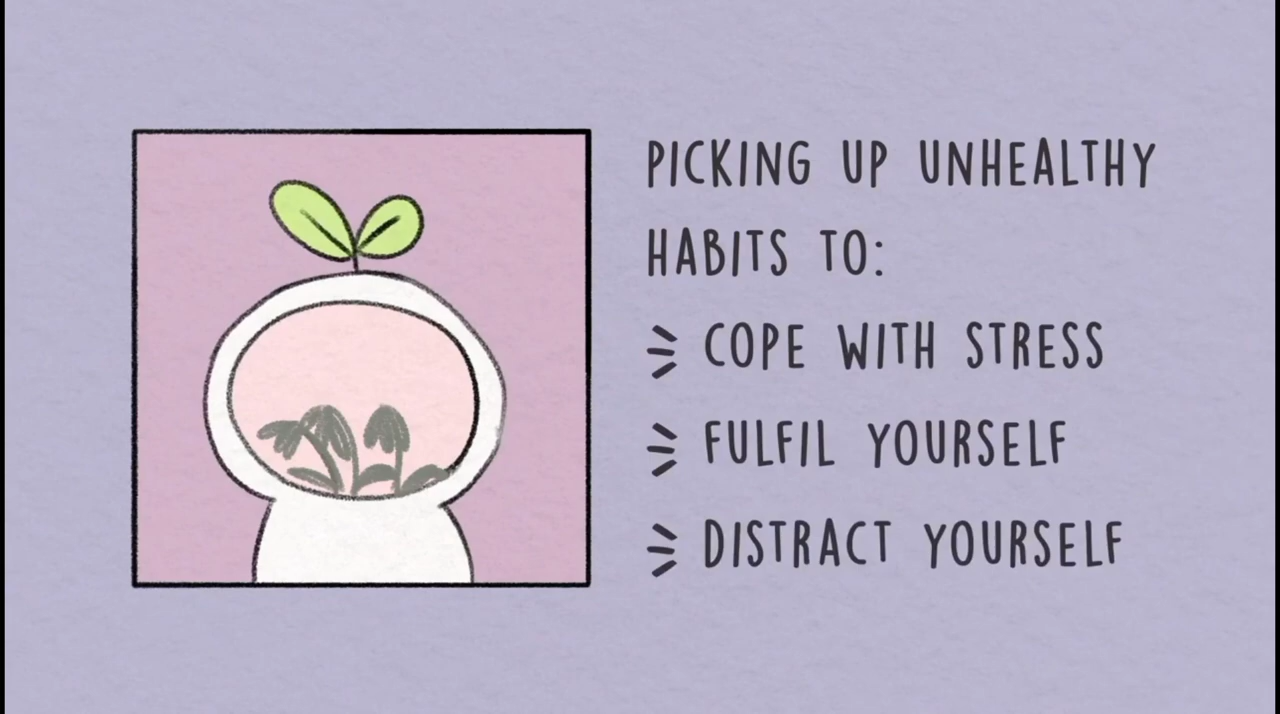 PICKING UP UNHEALTHY
HABITS TO:
COPE WITH STRESS
FULFIL YOURSELF
DISTRACT YOURSELF